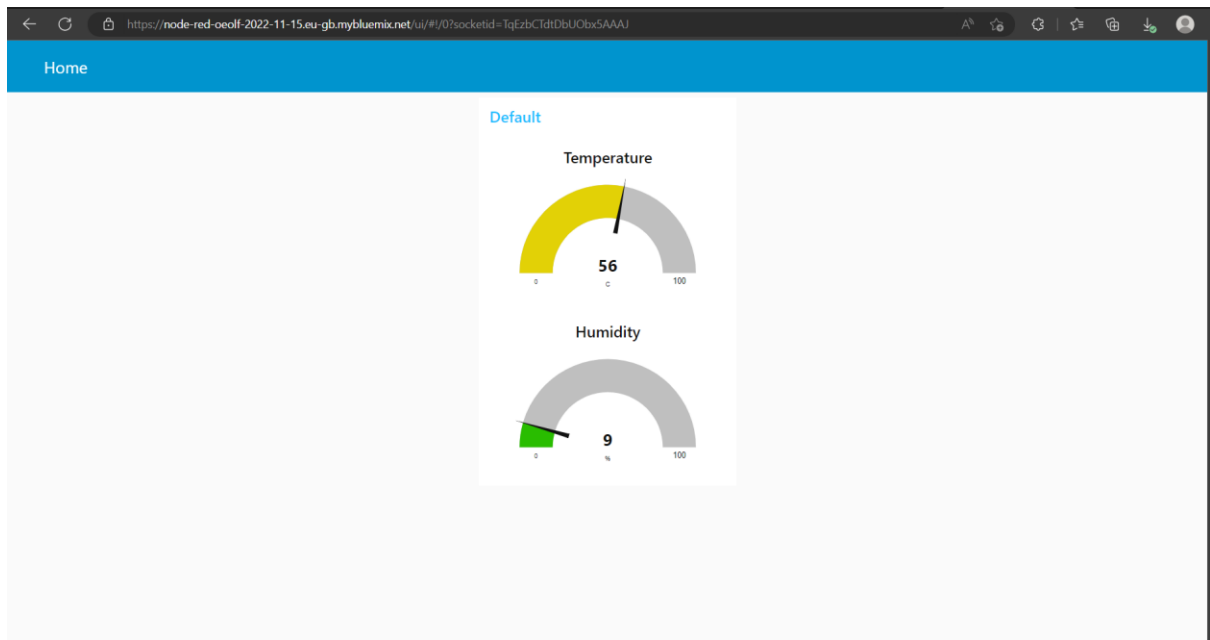 https://node-red-oeolf-2022-11-15.eu-gb.mybluemix.net/ui/#!/0?socketid=TqEzbCTdtDbUObx5AAAJ
Home
Default
Temperature
56
0
C
100
Humidity
9
0
%
100